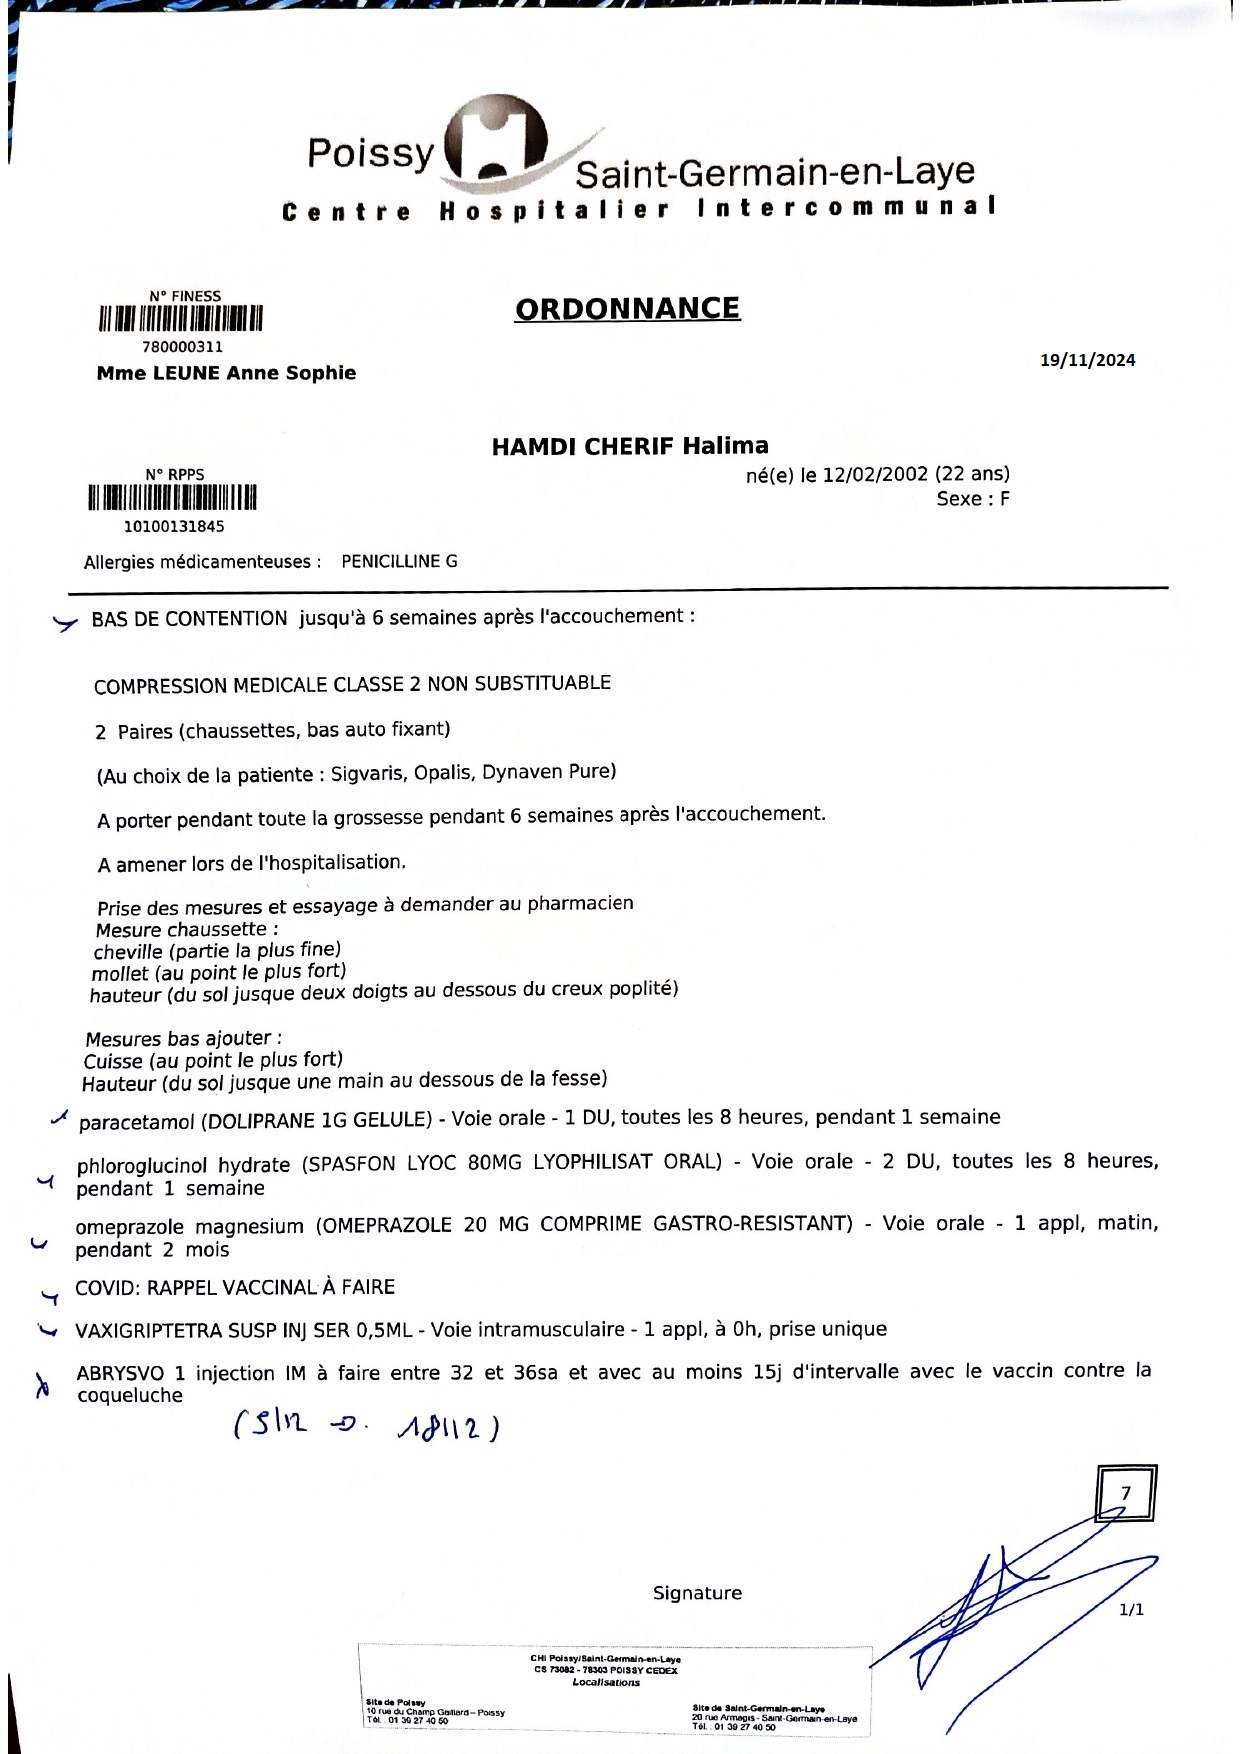 Poissy
Saint-Germain-en-Laye
Centre Hospitalier Intercommunal
N° FINESS
780000311
Mme LEUNE Anne Sophie
ORDONNANCE
19/11/2024
HAMDI CHERIF Halima
né(e) le 12/02/2002 (22 ans)
Sexe : F
N° RPPS
10100131845
Allergies médicamenteuses : PENICILLINE G
BAS DE CONTENTION jusqu'à 6 semaines après l'accouchement :
COMPRESSION MEDICALE CLASSE 2 NON SUBSTITUABLE
2 Paires (chaussettes, bas auto fixant)
(Au choix de la patiente : Sigvaris, Opalis, Dynaven Pure)
A porter pendant toute la grossesse pendant 6 semaines après l'accouchement.
A amener lors de l'hospitalisation.
Prise des mesures et essayage à demander au pharmacien
Mesure chaussette :
cheville (partie la plus fine)
mollet (au point le plus fort)
hauteur (du sol jusque deux doigts au dessous du creux poplité)
Mesures bas ajouter :
Cuisse (au point le plus fort)
Hauteur (du sol jusque une main au dessous de la fesse)
paracetamol (DOLIPRANE 1G GELULE) - Voie orale - 1 DU, toutes les 8 heures, pendant 1 semaine
phloroglucinol hydrate (SPASFON LYOC 80MG LYOPHILISAT ORAL) - Voie orale - 2 DU, toutes les 8 heures,
pendant 1 semaine
omeprazole magnesium (OMEPRAZOLE 20 MG COMPRIME GASTRO-RESISTANT) - Voie orale - 1 appl, matin,
pendant 2 mois
COVID: RAPPEL VACCINAL À FAIRE
VAXIGRIPTETRA SUSP INJ SER 0,5ML - Voie intramusculaire - 1 appl, à 0h, prise unique
ABRYSVO 1 injection IM à faire entre 32 et 36sa et avec au moins 15j d'intervalle avec le vaccin contre la
coqueluche
(5/12 → 18/12)
7
Signature
1/1
CHI Poissy/Saint-Germain-en-Laye
CS 73082 - 78303 POISSY CEDEX
Localisations
Site de Poissy
10 rue du Champ Gaillard – Poissy
Tél. : 01 39 27 40 50
Site de Saint-Germain-en-Laye
20 rue Armagis - Saint-Germain-en-Laye
Tél. : 01 39 27 40 50